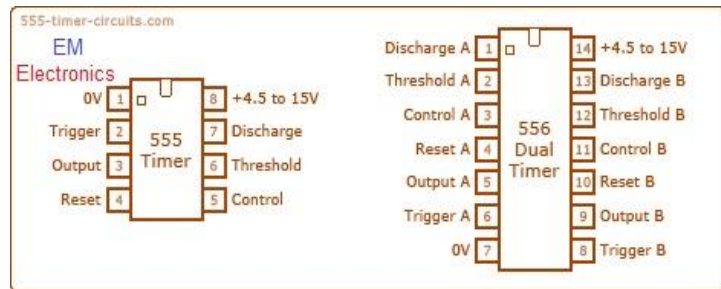 555-timer-circuits.com
EM
Electronics
0V 1 8 +4.5 to 15V
Trigger 2 7 Discharge
Output 3 6 Threshold
Reset 4 5 Control
555
Timer
Discharge A 1 14 +4.5 to 15V
Threshold A 2 13 Discharge B
Control A 3 12 Threshold B
Reset A 4 11 Control B
Output A 5 10 Reset B
Trigger A 6 9 Output B
0V 7 8 Trigger B
556
Dual
Timer